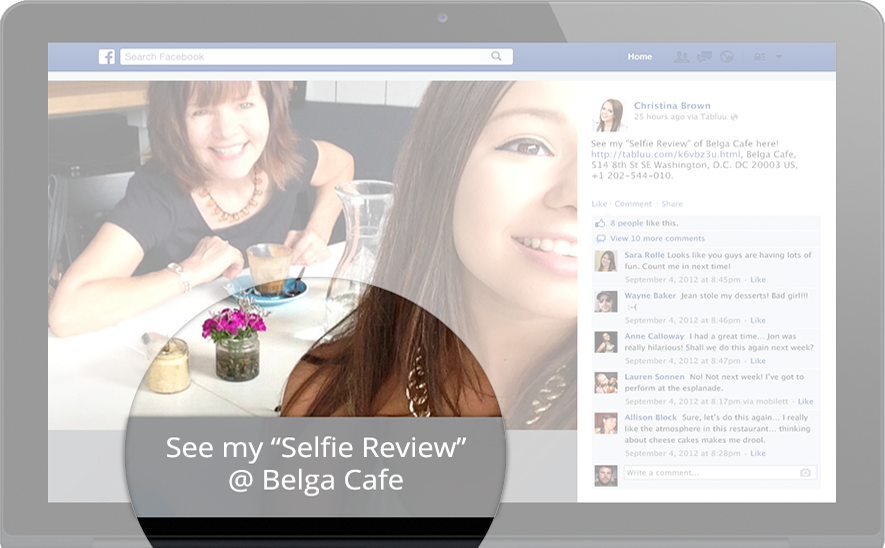 f
Search Facebook
Home
Christina Brown
25 hours ago via Tabluu
See my "Selfie Review" of Belga Cafe here!
http://tabluu.com/k6vbz3u.html, Belga Cafe,
514 8th St SE Washington, D.C. DC 20003 US,
+1 202-544-010.
Like · Comment · Share
8 people like this.
View 10 more comments
Sara Rolle Looks like you guys are having lots of
fun. Count me in next time!
September 4, 2012 at 8:45pm · Like
Wayne Baker Jean stole my desserts! Bad girl!!!
:-(
September 4, 2012 at 8:46pm · Like
Anne Calloway I had a great time... Jon was
really hilarious! Shall we do this again next week?
September 4, 2012 at 8:47pm · Like
Lauren Sonnen No! Not next week! I've got to
perform at the esplanade.
September 4, 2012 at 8:17pm via mobilett · Like
Allison Block Sure, let's do this again... I really
like the atmosphere in this restaurant... thinking
about cheese cakes makes me drool.
September 4, 2012 at 8:28pm · Like
Write a comment...
See my “Selfie Review”
@ Belga Cafe